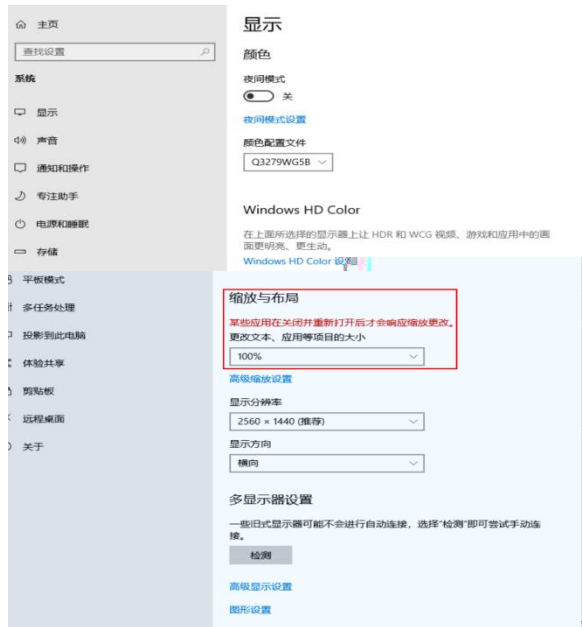 主页
查找设置
系统
显示
声音
通知和操作
专注助手
电源和睡眠
存储
平板模式
多任务处理
投影到此电脑
体验共享
剪贴板
远程桌面
关于
显示
颜色
夜间模式
关
夜间模式设置
颜色配置文件
Q3279WG5B
Windows HD Color
在上面所选择的显示器上让 HDR 和 WCG 视频、游戏和应用中的画
面更明亮、更生动。
Windows HD Color 设置
缩放与布局
某些应用在关闭并重新打开后才会响应缩放更改。
更改文本、应用等项目的大小
100%
高级缩放设置
显示分辨率
2560 × 1440 (推荐)
显示方向
横向
多显示器设置
一些旧式显示器可能不会进行自动连接，选择"检测"即可尝试手动连
接。
检测
高级显示设置
图形设置